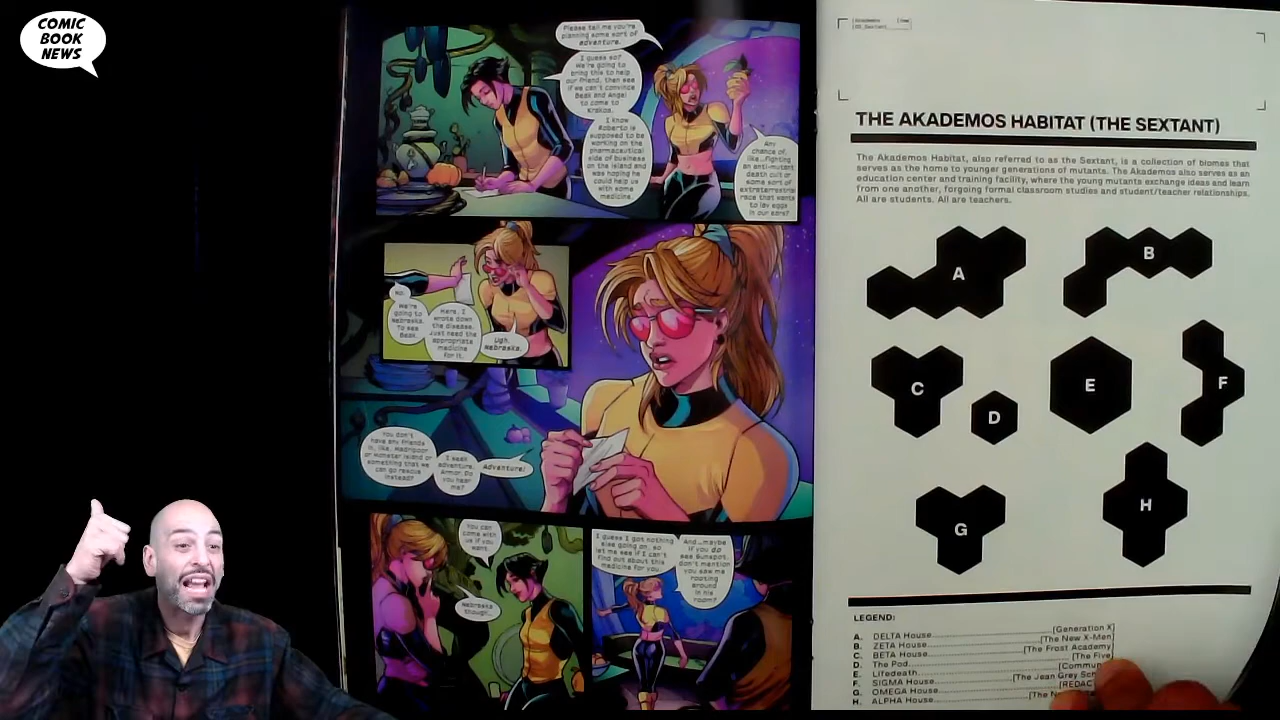 COMIC
BOOK
NEWS
Please tell me you're
planning some sort of
adventure.
I guess so?
We're going to
bring this to help
our friend, then see
if we can't convince
Beak and Angel
to come to
Krakoa.
I know
Roberto is
supposed to be
working on the
pharmaceutical
side of business
on the island and
was hoping he
could help us
with some
medicine.
Any
chance of,
like...fighting
an anti-mutant
death cult or
some sort of
extraterrestrial
race that wants
to lay eggs
in our ears?
No.
We're
going to
Nebraska.
To see
Beak.
Here, I
wrote down
the disease.
Just need the
appropriate
medicine
for it.
Ugh.
Nebraska.
You don't
have any friends
in, like, Madripoor
or Monster Island or
something that we
can go rescue
instead?
I seek
adventure,
Armor. Do
you hear
me?
Adventure!
You can
come with
us if you
want.
Nebraska
though...
I guess I got nothing
else going on, so
let me see if I can't
find out about this
medicine for you.
And...maybe
if you do
see Sunspot,
don't mention
you saw me
rooting
around
in his
room?
THE AKADEMOS HABITAT (THE SEXTANT)
The Akademos Habitat, also referred to as the Sextant, is a collection of biomes that
serves as the home to younger generations of mutants. The Akademos also serves as an
education center and training facility, where the young mutants exchange ideas and learn
from one another, forgoing formal classroom studies and student/teacher relationships.
All are students. All are teachers.
A
B
C
D
E
F
G
H
LEGEND:
A. DELTA House [Generation X]
B. ZETA House [The New X-Men]
C. BETA House [The Frost Academy]
D. The Pod [The Five]
E. Lifedeath [Commun
F. SIGMA House [The Jean Grey Sch
G. OMEGA House [REDAC
H. ALPHA House [The N